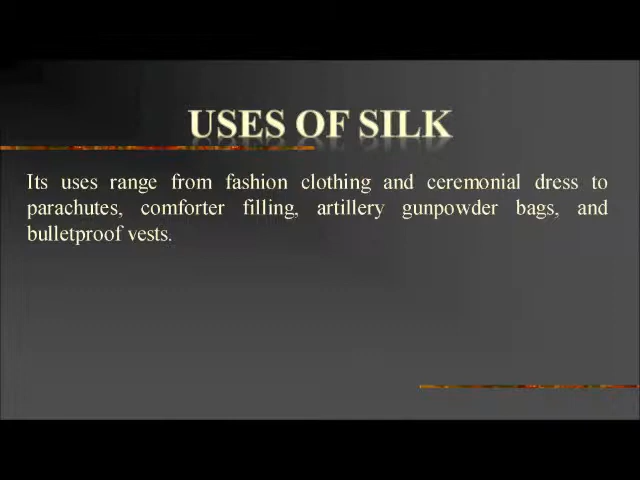 USES OF SILK
Its uses range from fashion clothing and ceremonial dress to
parachutes, comforter filling, artillery gunpowder bags, and
bulletproof vests.